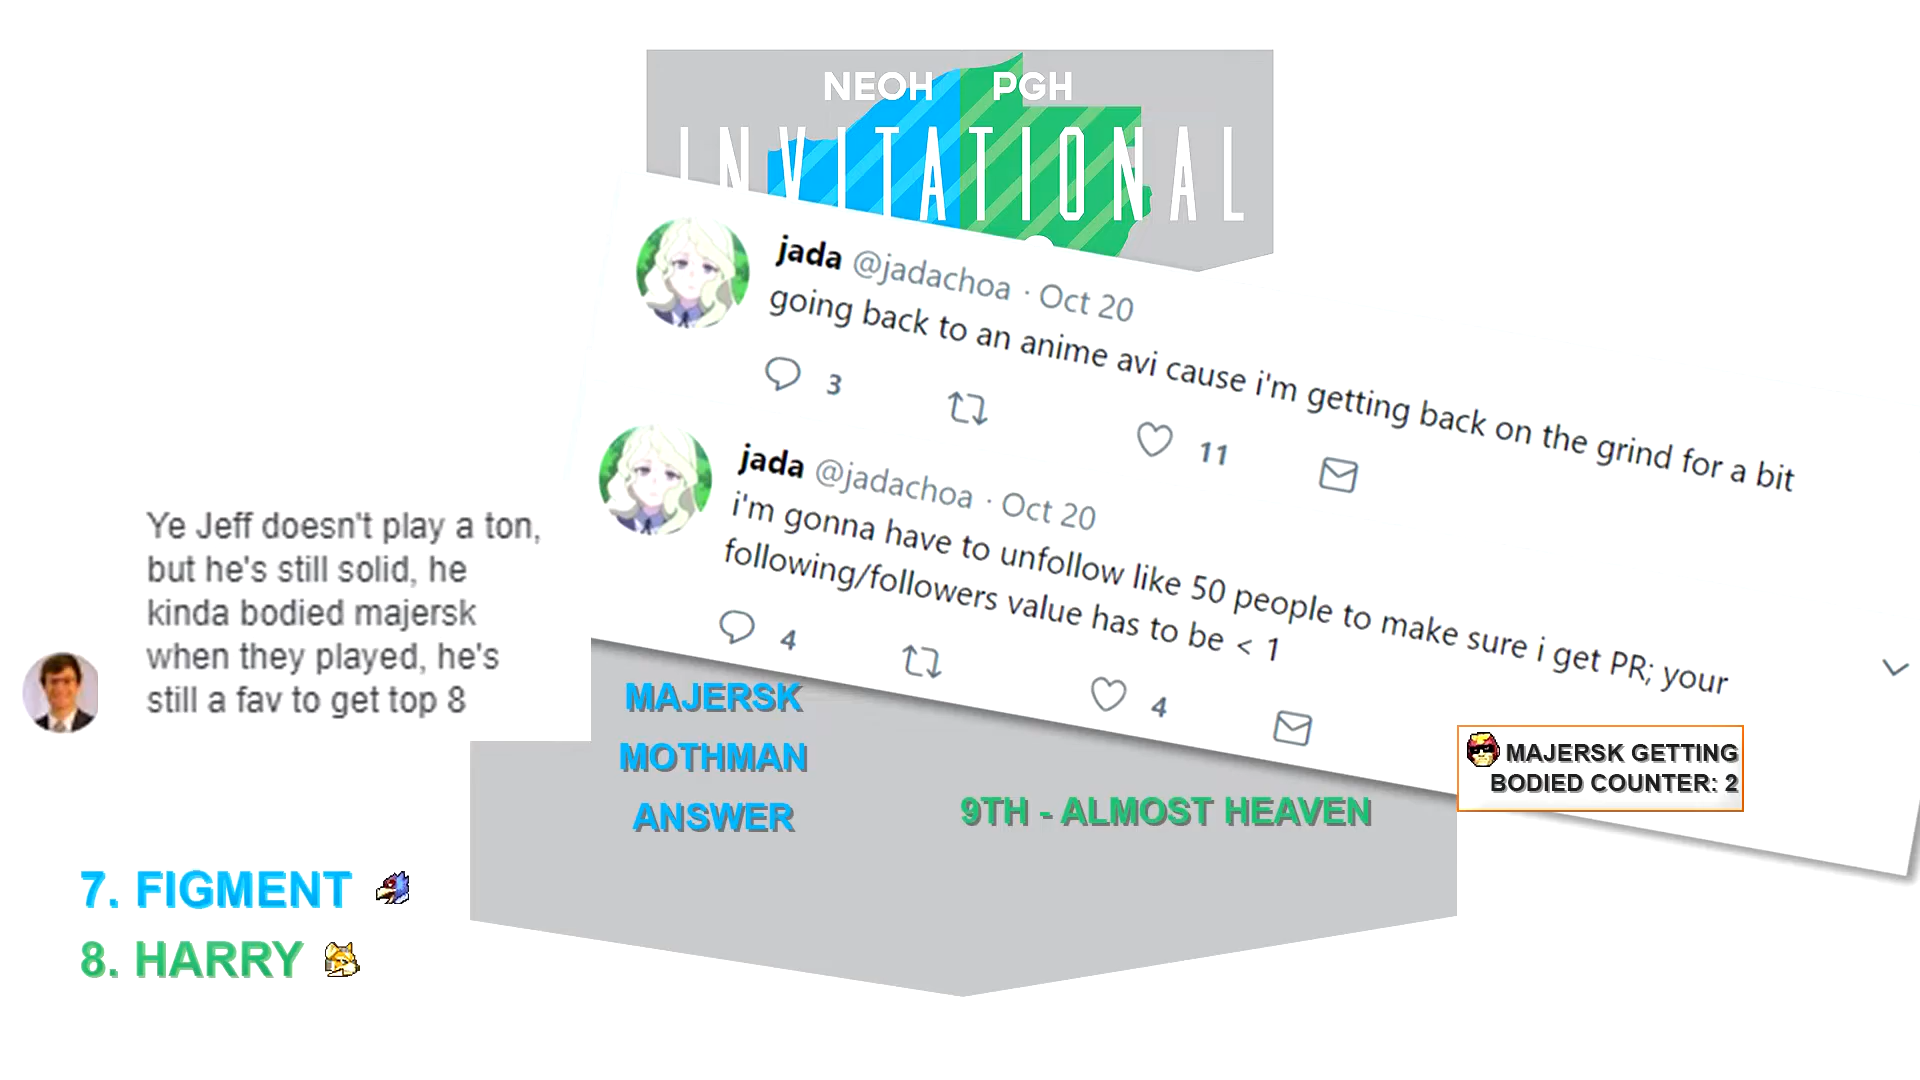 NEOH PGH
INVITATIONAL
jada @jadachoa · Oct 20
going back to an anime avi cause i'm getting back on the grind for a bit
3 11
jada @jadachoa · Oct 20
i'm gonna have to unfollow like 50 people to make sure i get PR; your
following/followers value has to be < 1
4 4
Ye Jeff doesn't play a ton,
but he's still solid, he
kinda bodied majersk
when they played, he's
still a fav to get top 8
MAJERSK
MOTHMAN
ANSWER
9TH - ALMOST HEAVEN
MAJERSK GETTING
BODIED COUNTER: 2
7. FIGMENT
8. HARRY